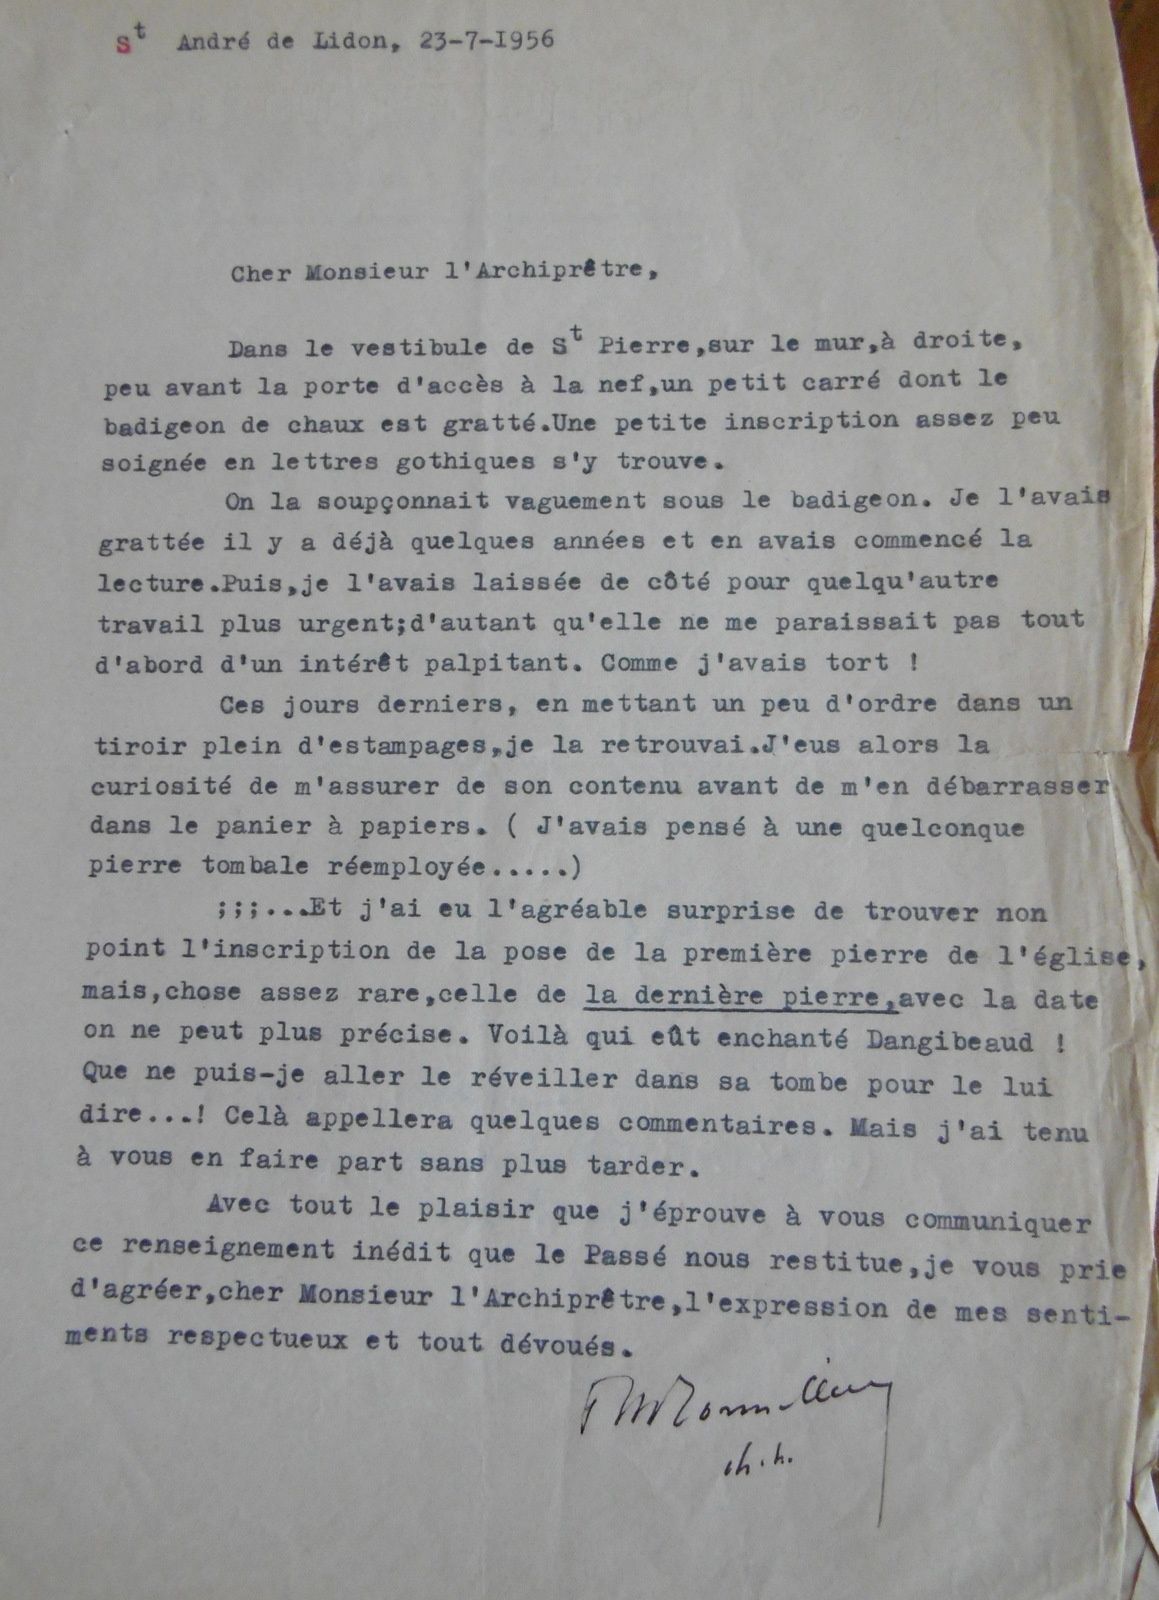 St André de Lidon, 23-7-I956
Cher Monsieur l'Archiprêtre,
Dans le vestibule de St Pierre,sur le mur,à droite,
peu avant la porte d'accès à la nef,un petit carré dont le
badigeon de chaux est gratté.Une petite inscription assez peu
soignée en lettres gothiques s'y trouve.
On la soupçonnait vaguement sous le badigeon. Je l'avais
grattée il y a déjà quelques années et en avais commencé la
lecture.Puis,je l'avais laissée de côté pour quelqu'autre
travail plus urgent;d'autant qu'elle ne me paraissait pas tout
d'abord d'un intérêt palpitant. Comme j'avais tort !
Ces jours derniers, en mettant un peu d'ordre dans un
tiroir plein d'estampages,je la retrouvai.J'eus alors la
curiosité de m'assurer de son contenu avant de m'en débarrasser
dans le panier à papiers. ( J'avais pensé à une quelconque
pierre tombale réemployée.....)
;;;...Et j'ai eu l'agréable surprise de trouver non
point l'inscription de la pose de la première pierre de l'église,
mais,chose assez rare,celle de la dernière pierre,avec la date
on ne peut plus précise. Voilà qui eût enchanté Dangibeaud !
Que ne puis-je aller le réveiller dans sa tombe pour le lui
dire...! Celà appellera quelques commentaires. Mais j'ai tenu
à vous en faire part sans plus tarder.
Avec tout le plaisir que j'éprouve à vous communiquer
ce renseignement inédit que le Passé nous restitue,je vous prie
d'agréer,cher Monsieur l'Archiprêtre,l'expression de mes senti-
ments respectueux et tout dévoués.
ch.h.